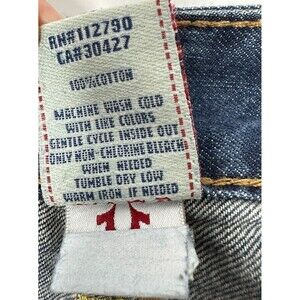 RN#112790
CA#30427
100%COTTON
MACHINE WASH COLD
WITH LIKE COLORS
GENTLE CYCLE INSIDE OUT
ONLY NON-CHLORINE BLEACH
WHEN NEEDED
TUMBLE DRY LOW
WARM IRON IF NEEDED